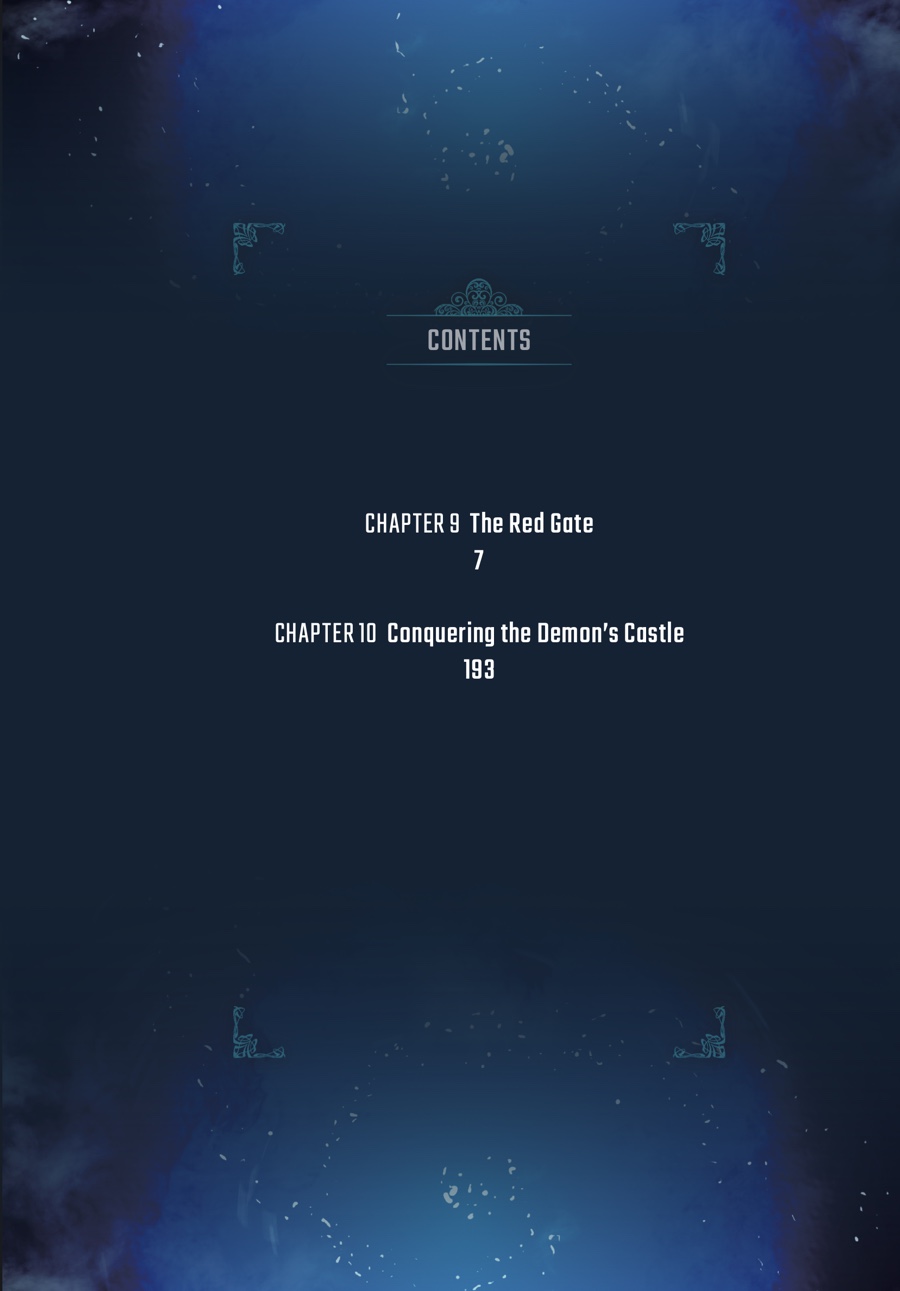 CONTENTS
CHAPTER 9 The Red Gate
7
CHAPTER 10 Conquering the Demon’s Castle
193